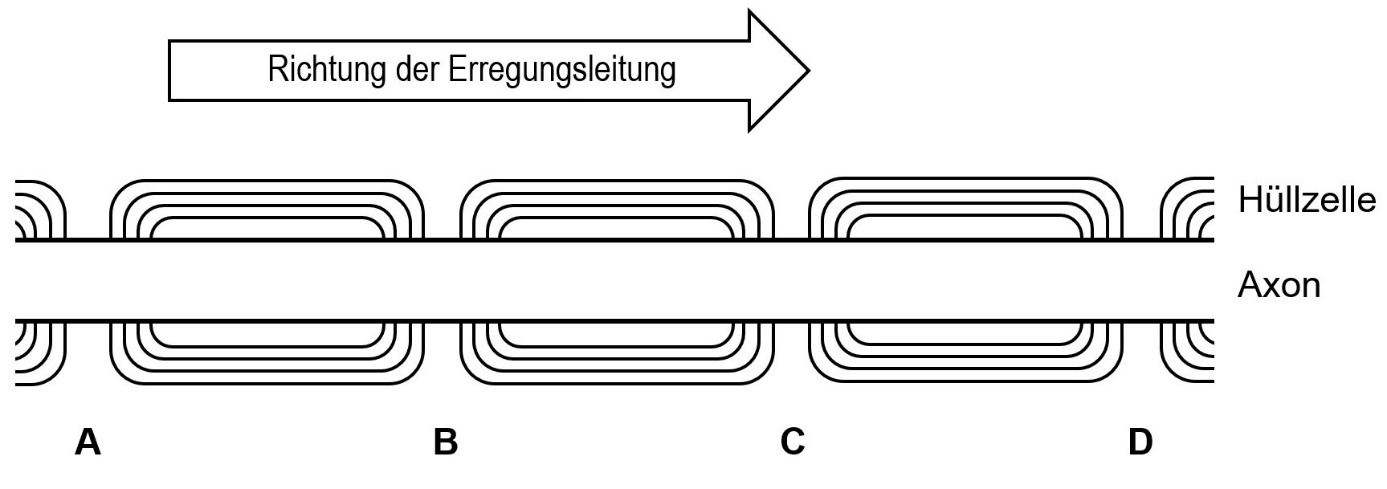 Richtung der Erregungsleitung
Hüllzelle
Axon
A B C D